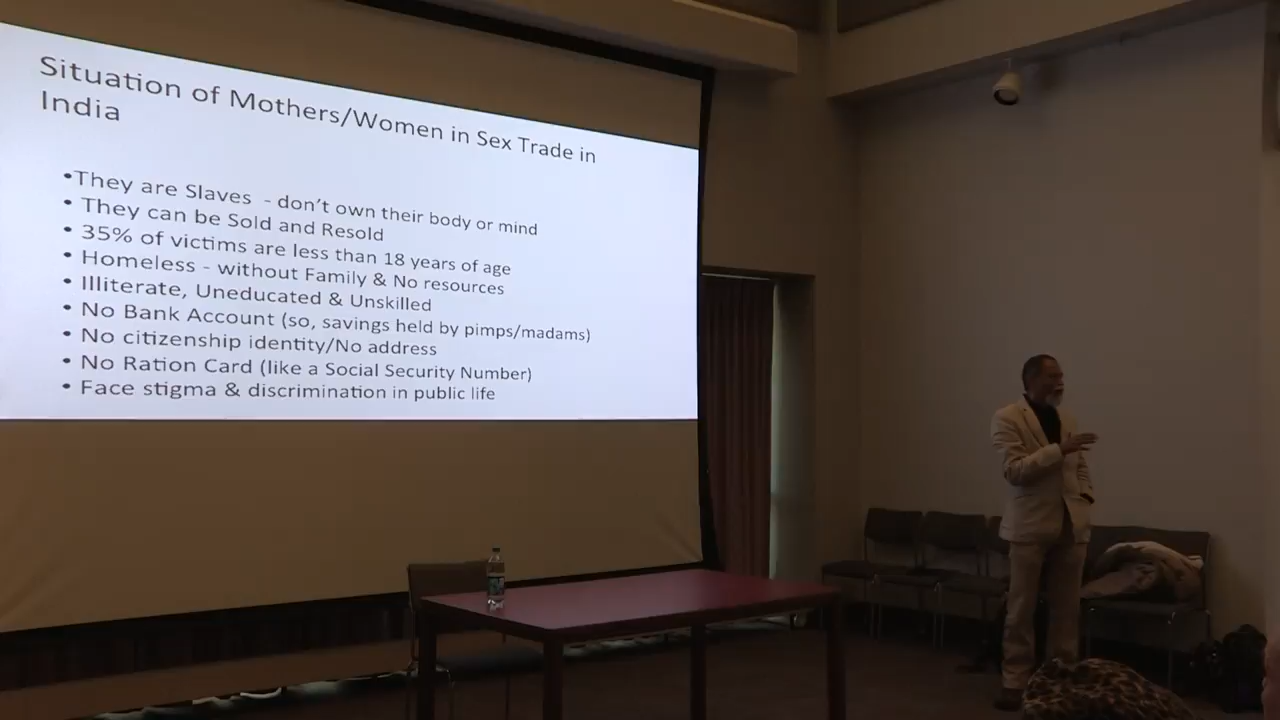 Situation of Mothers/Women in Sex Trade in
India
•They are Slaves - don't own their body or mind
• They can be Sold and Resold
• 35% of victims are less than 18 years of age
• Homeless - without Family & No resources
• Illiterate, Uneducated & Unskilled
• No Bank Account (so, savings held by pimps/madams)
• No citizenship identity/No address
• No Ration Card (like a Social Security Number)
• Face stigma & discrimination in public life